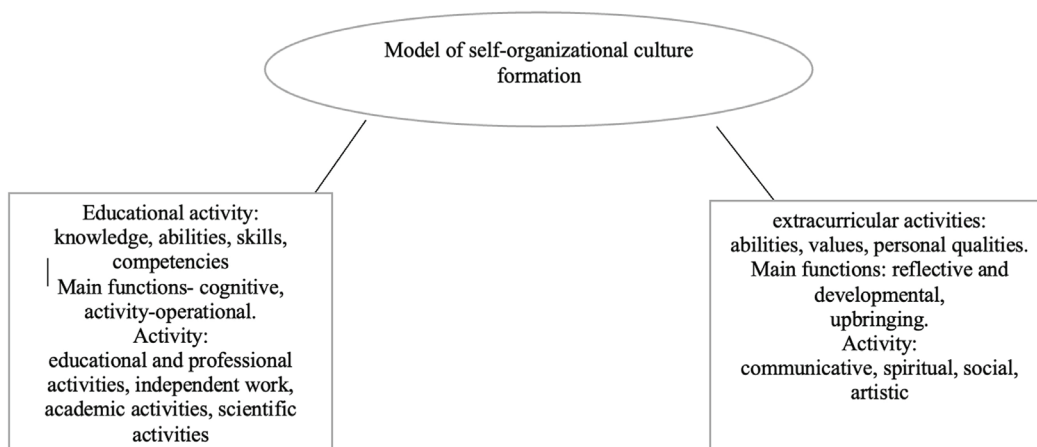 Model of self-organizational culture
formation
Educational activity:
knowledge, abilities, skills,
competencies
Main functions- cognitive,
activity-operational.
Activity:
educational and professional
activities, independent work,
academic activities, scientific
activities
extracurricular activities:
abilities, values, personal qualities.
Main functions: reflective and
developmental,
upbringing.
Activity:
communicative, spiritual, social,
artistic